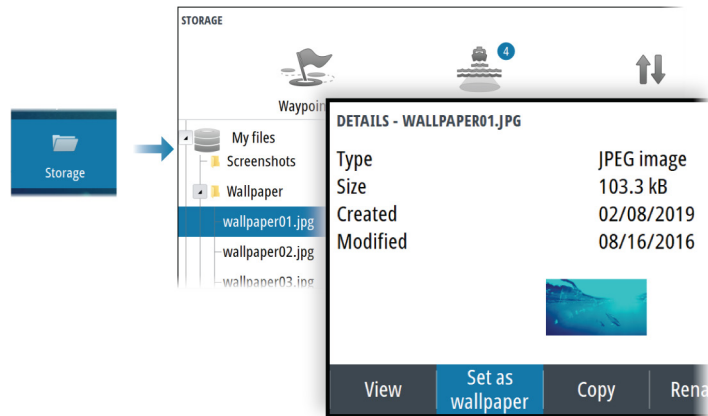 STORAGE
4
Waypoin
Storage
My files
Screenshots
Wallpaper
wallpaper01.jpg
wallpaper02.jpg
wallpaper03.jpg
DETAILS - WALLPAPER01.JPG
Type JPEG image
Size 103.3 kB
Created 02/08/2019
Modified 08/16/2016
View
Set as
wallpaper
Copy
Rena